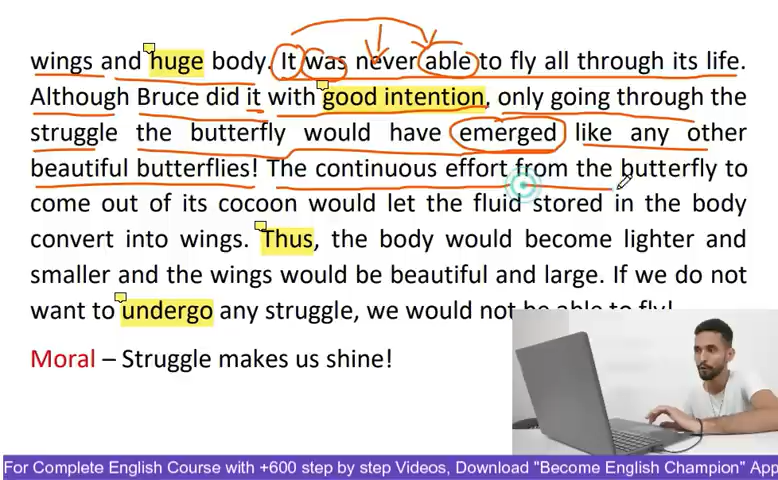 wings and huge body. It was never able to fly all through its life.
Although Bruce did it with good intention, only going through the
struggle the butterfly would have emerged like any other
beautiful butterflies! The continuous effort from the butterfly to
come out of its cocoon would let the fluid stored in the body
convert into wings. Thus, the body would become lighter and
smaller and the wings would be beautiful and large. If we do not
want to undergo any struggle, we would not be able to fly!
Moral – Struggle makes us shine!
For Complete English Course with +600 step by step Videos, Download "Become English Champion" App